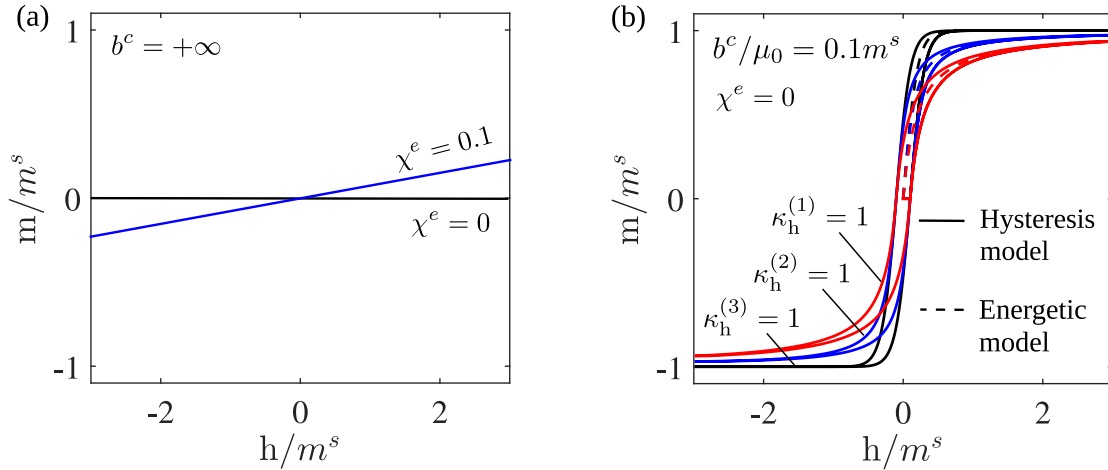 (a)
b^c = +∞
χ^e = 0.1
χ^e = 0
1
0
-1
-2
0
2
m/m^s
h/m^s
(b)
b^c/μ_0 = 0.1m^s
χ^e = 0
κ_h^(1) = 1
κ_h^(2) = 1
κ_h^(3) = 1
Hysteresis
model
Energetic
model
1
0
-1
-2
0
2
m/m^s
h/m^s